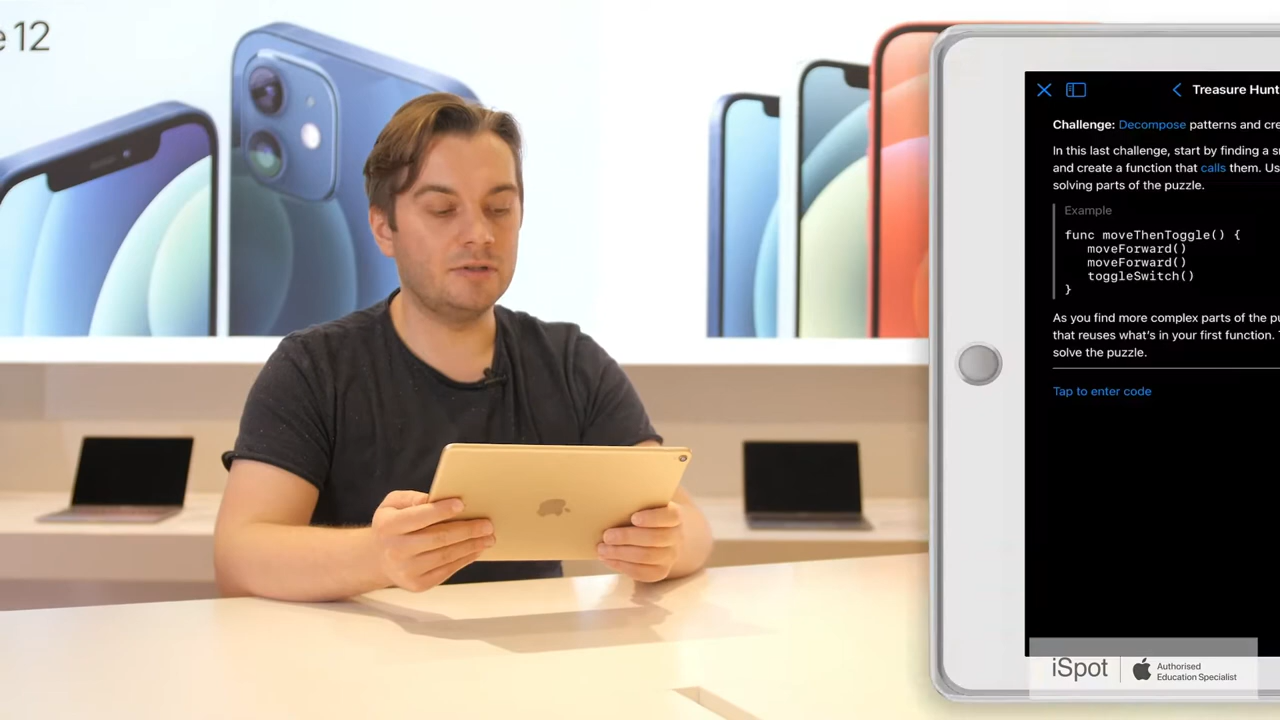 e 12
Treasure Hunt
Challenge: Decompose patterns and cre
In this last challenge, start by finding a s
and create a function that calls them. Us
solving parts of the puzzle.
Example
func moveThenToggle() {
moveForward()
moveForward()
toggleSwitch()
}
As you find more complex parts of the pu
that reuses what's in your first function.
solve the puzzle.
Tap to enter code
iSpot
Authorised
Education Specialist